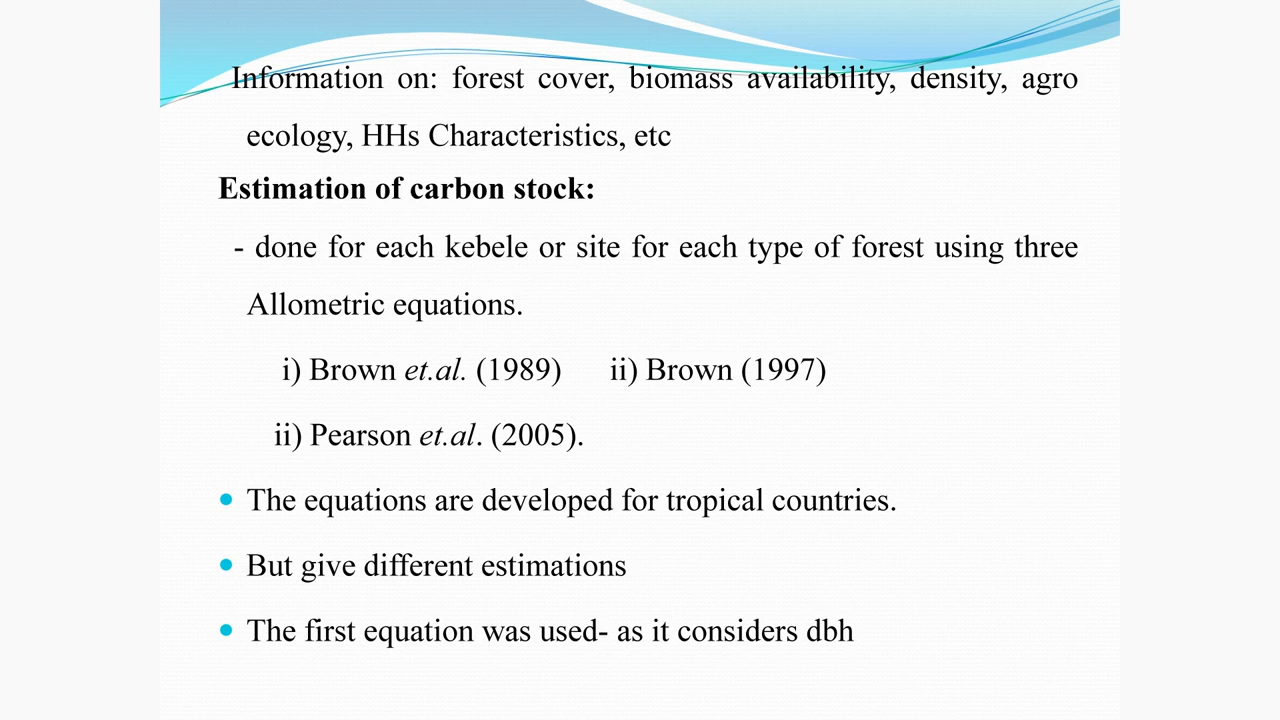 Information on: forest cover, biomass availability, density, agro
ecology, HHs Characteristics, etc
Estimation of carbon stock:
- done for each kebele or site for each type of forest using three
Allometric equations.
i) Brown et.al. (1989) ii) Brown (1997)
ii) Pearson et.al. (2005).
• The equations are developed for tropical countries.
• But give different estimations
• The first equation was used- as it considers dbh